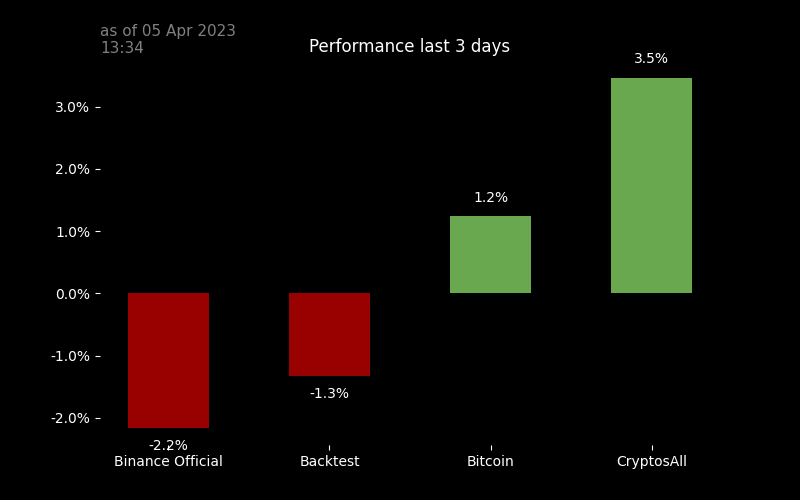 as of 05 Apr 2023
13:34
Performance last 3 days
3.5%
3.0%
2.0%
1.2%
1.0%
0.0%
-1.0%
-1.3%
-2.0%
-2.2%
Binance Official
Backtest
Bitcoin
CryptosAll